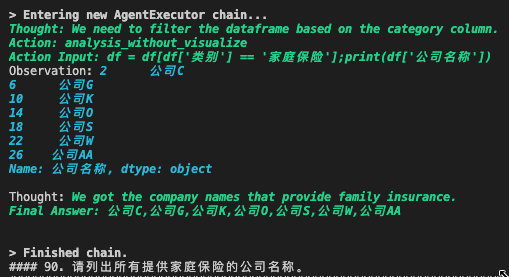 > Entering new AgentExecutor chain...
Thought: We need to filter the dataframe based on the category column.
Action: analysis_without_visualize
Action Input: df = df[df['类别'] == '家庭保险'];print(df['公司名称'])
Observation: 2 公司C
6 公司G
10 公司K
14 公司O
18 公司S
22 公司W
26 公司AA
Name: 公司名称, dtype: object
Thought: We got the company names that provide family insurance.
Final Answer: 公司C,公司G,公司K,公司O,公司S,公司W,公司AA
> Finished chain.
#### 90. 请列出所有提供家庭保险的公司名称。